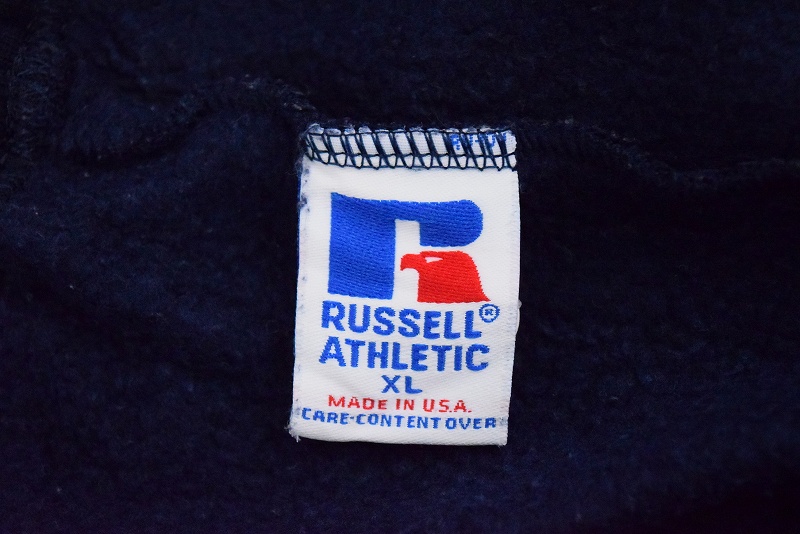 RUSSELL®
ATHLETIC
XL
MADE IN U.S.A.
CARE-CONTENT OVER